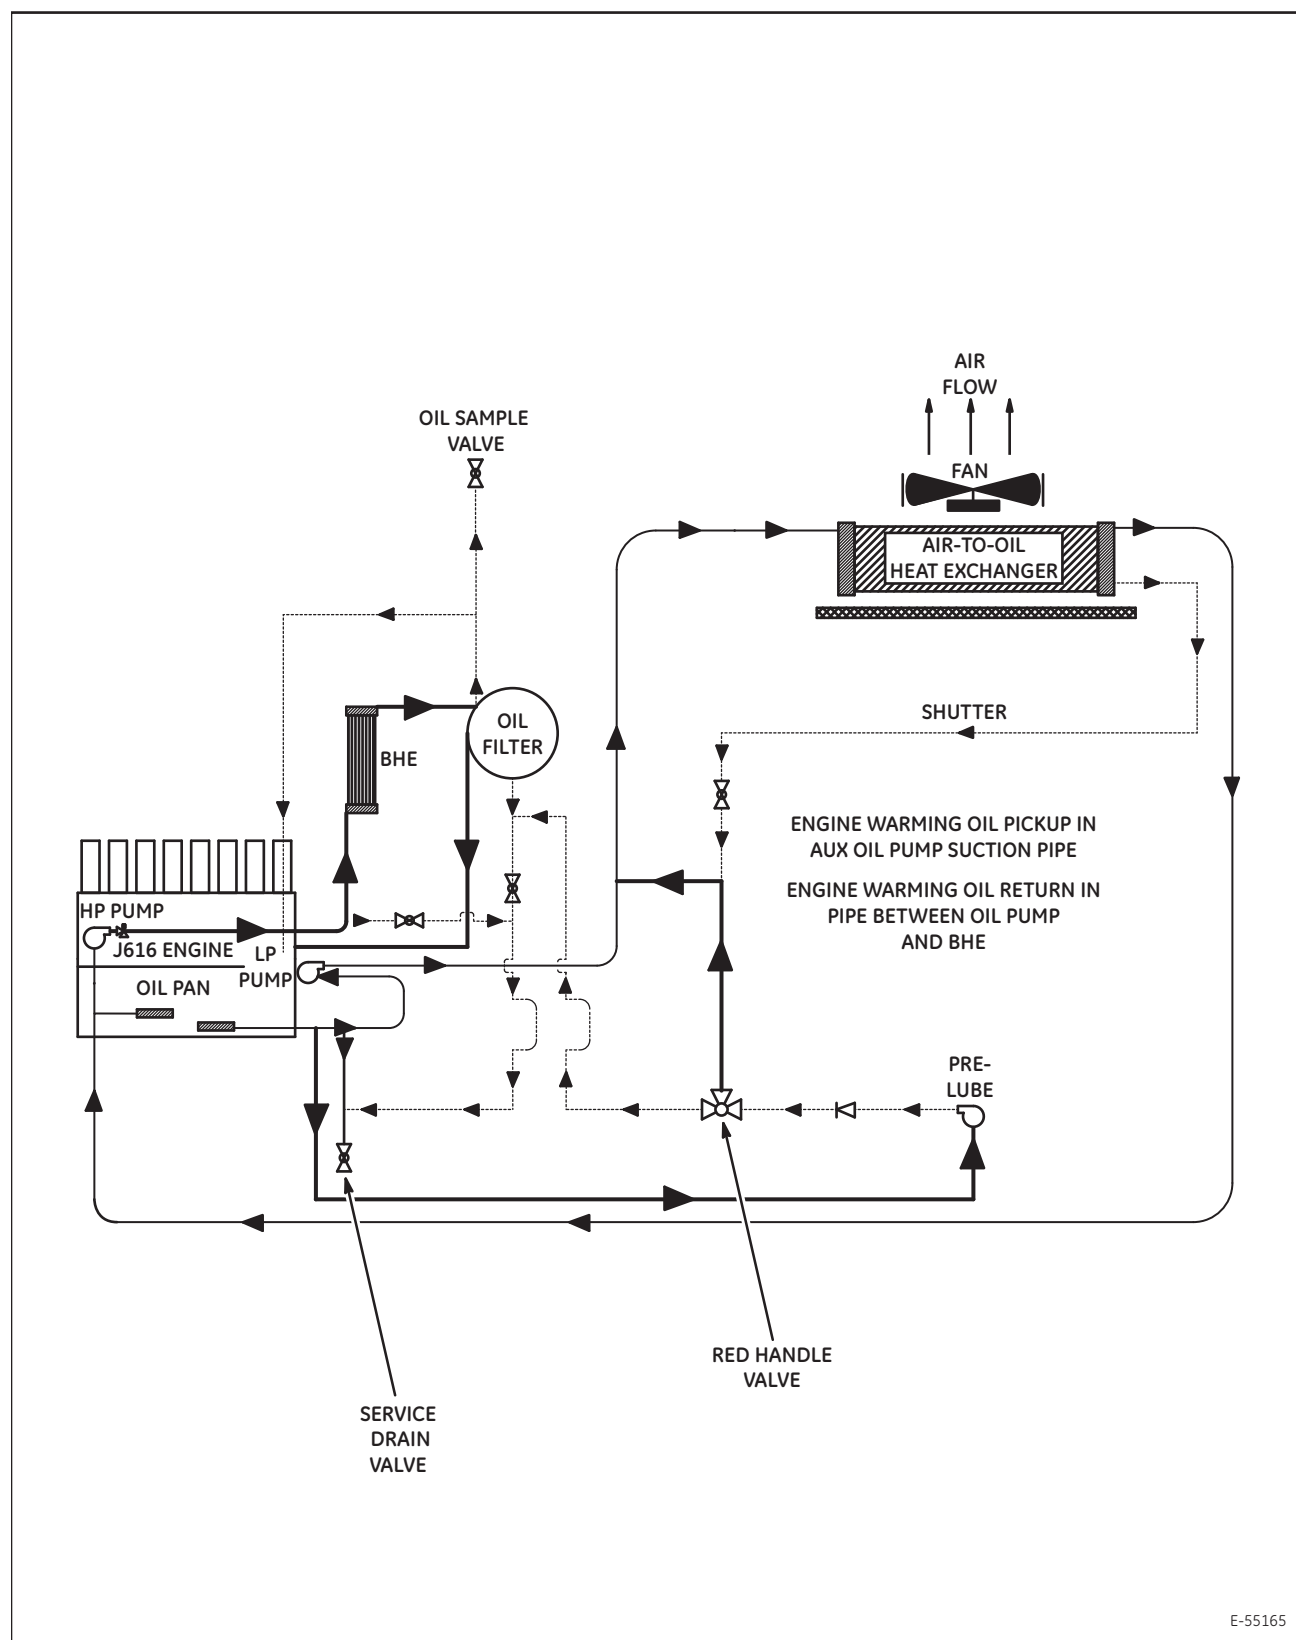 AIR
FLOW
OIL SAMPLE
VALVE
FAN
AIR-TO-OIL
HEAT EXCHANGER
OIL
FILTER
SHUTTER
BHE
ENGINE WARMING OIL PICKUP IN
AUX OIL PUMP SUCTION PIPE
ENGINE WARMING OIL RETURN IN
PIPE BETWEEN OIL PUMP
AND BHE
HP PUMP
J616 ENGINE
LP
PUMP
OIL PAN
PRE-
LUBE
RED HANDLE
VALVE
SERVICE
DRAIN
VALVE
E-55165